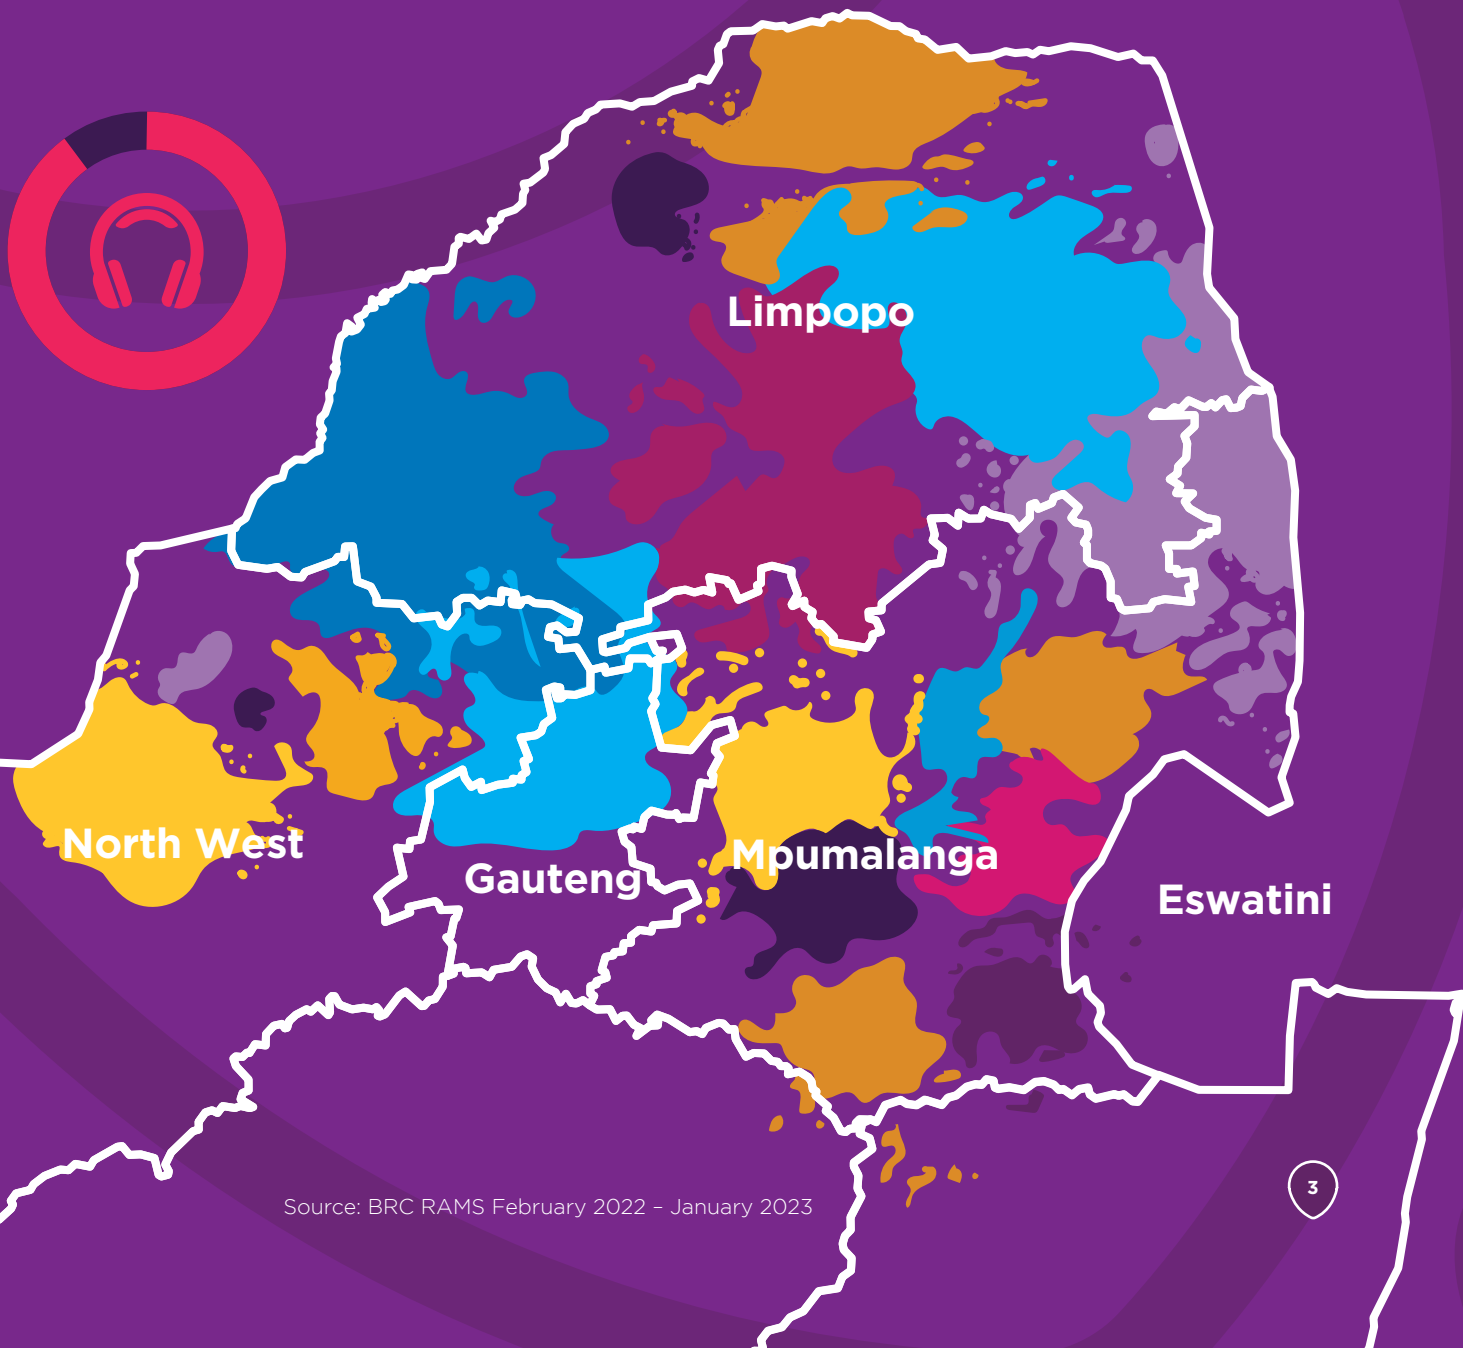 Limpopo
North West
Gauteng
Mpumalanga
Eswatini
Source: BRC RAMS February 2022 – January 2023
3